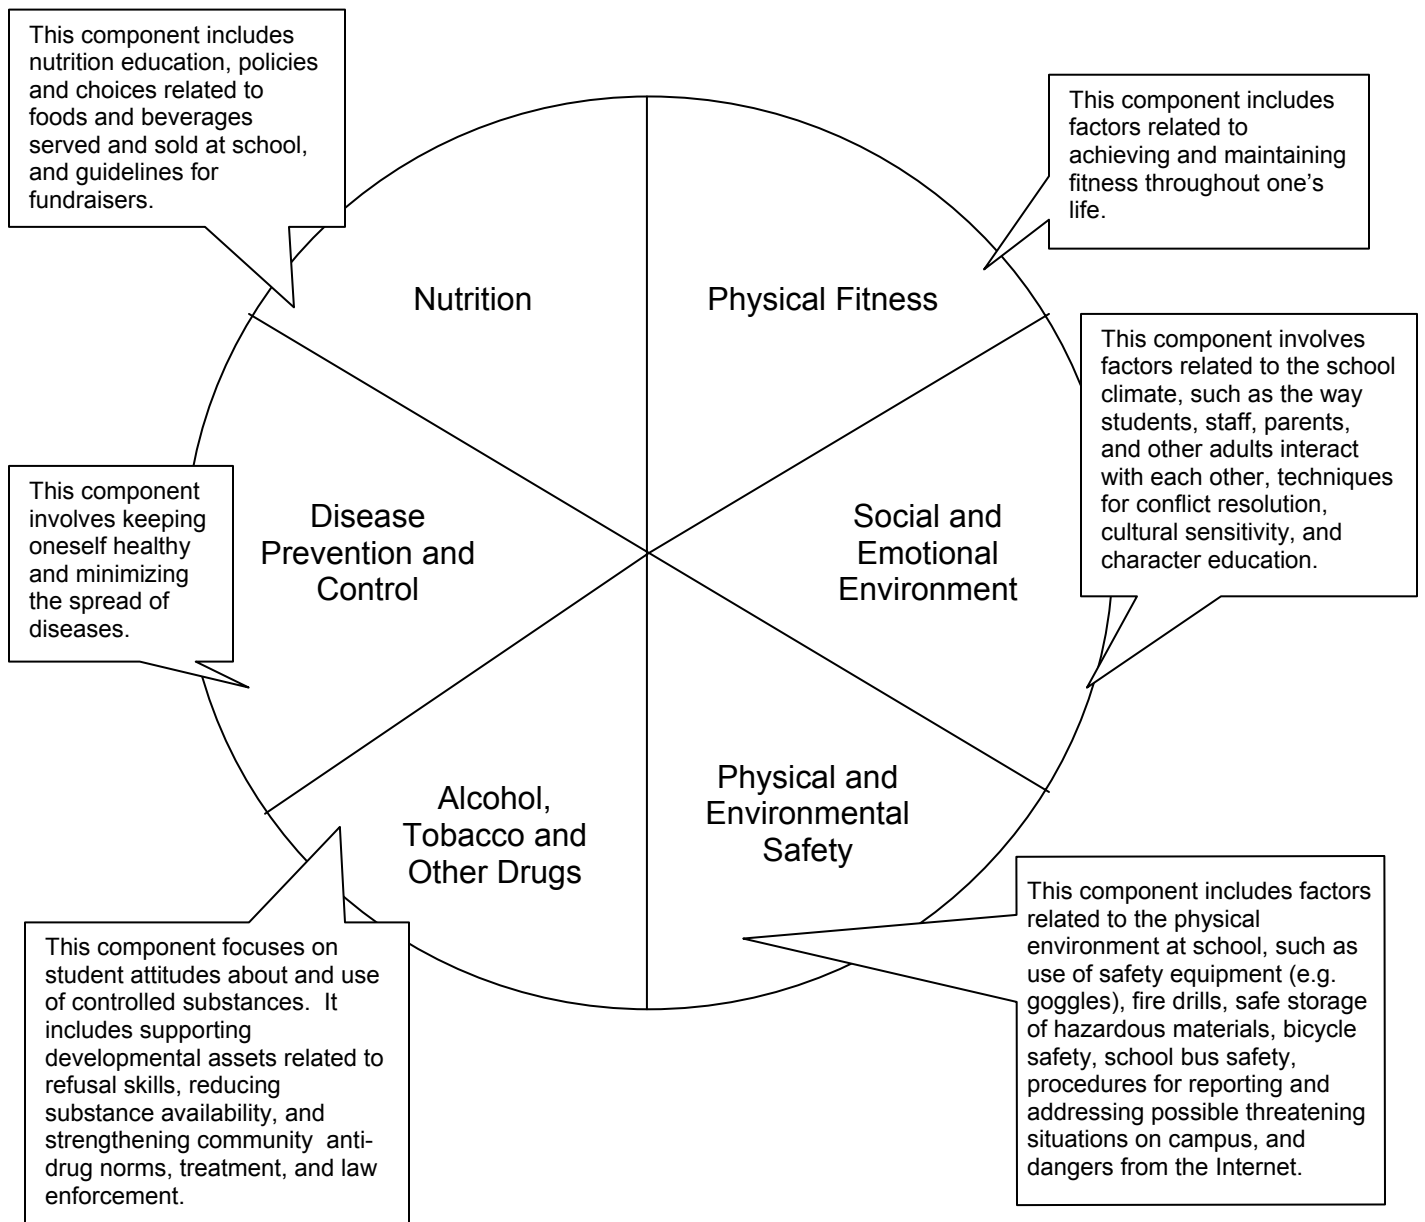 This component includes
nutrition education, policies
and choices related to
foods and beverages
served and sold at school,
and guidelines for
fundraisers.
This component includes
factors related to
achieving and maintaining
fitness throughout one’s
life.
Nutrition
Physical Fitness
This component involves
factors related to the school
climate, such as the way
students, staff, parents,
and other adults interact
with each other, techniques
for conflict resolution,
cultural sensitivity, and
character education.
This component
involves keeping
oneself healthy
and minimizing
the spread of
diseases.
Disease
Prevention and
Control
Social and
Emotional
Environment
Alcohol,
Tobacco and
Other Drugs
Physical and
Environmental
Safety
This component focuses on
student attitudes about and use
of controlled substances.  It
includes supporting
developmental assets related to
refusal skills, reducing
substance availability, and
strengthening community  anti-
drug norms, treatment, and law
enforcement.
This component includes factors
related to the physical
environment at school, such as
use of safety equipment (e.g.
goggles), fire drills, safe storage
of hazardous materials, bicycle
safety, school bus safety,
procedures for reporting and
addressing possible threatening
situations on campus, and
dangers from the Internet.